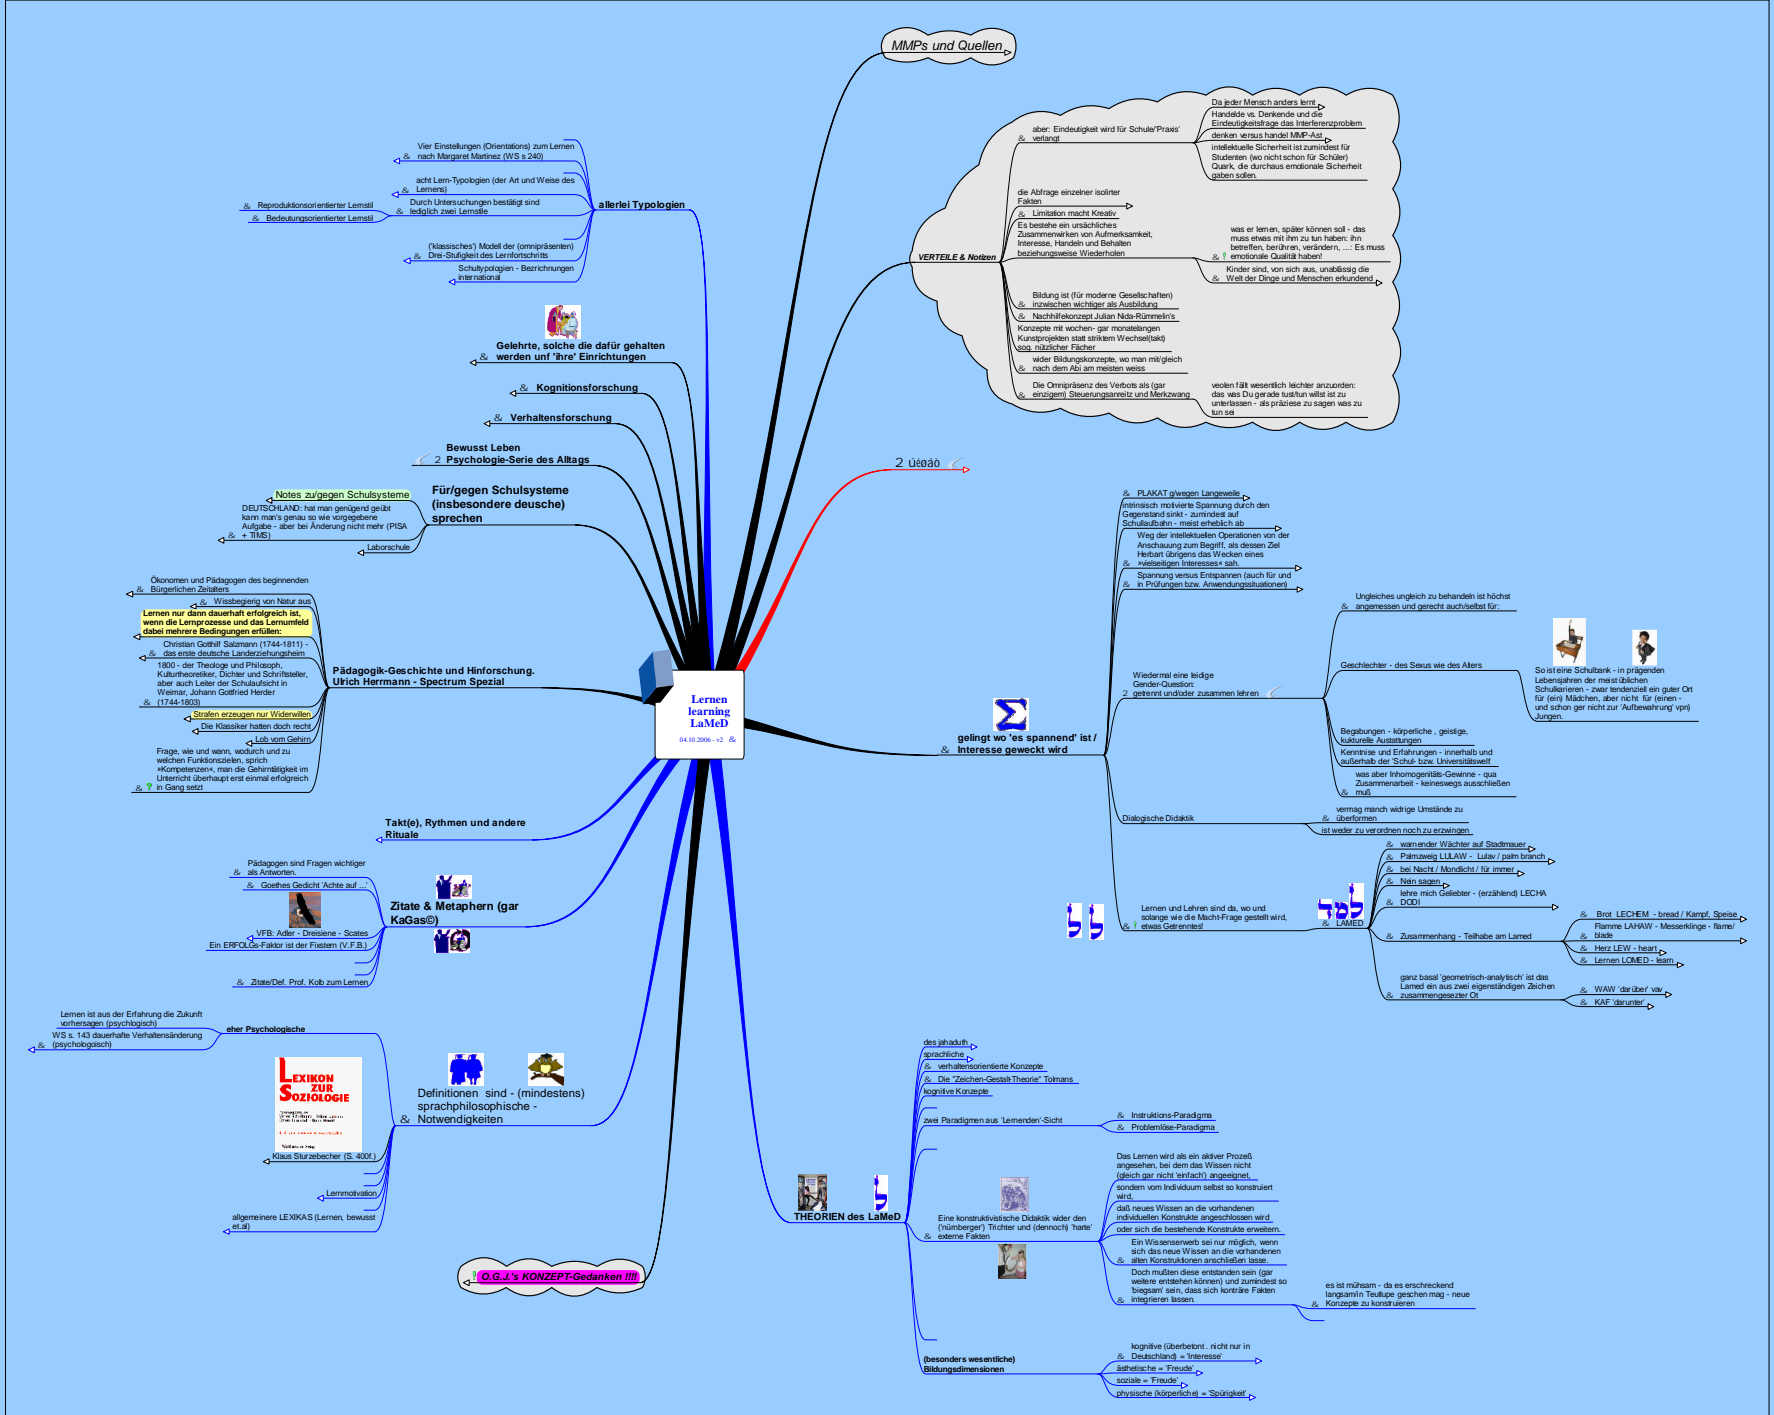 Lernen
learning
LaMeD
04.10.2006 - v2 &
MMPs und Quellen
VERTEILE & Notizen
aber: Eindeutigkeit wird für Schule/'Praxis'
& verlangt
Da jeder Mensch anders lernt
Handelde vs. Denkende und die
Eindeutigkeitsfrage das Interferenzproblem
denken versus handel MMP-Ast
intellektuelle Sicherheit ist zumindest für
Studenten (wo nicht schon für Schüler)
Quark, die durchaus emotionale Sicherheit
gaben sollen.
die Abfrage einzelner isolirter
Fakten
& Limitation macht Kreativ
Es bestehe ein ursächliches
Zusammenwirken von Aufmerksamkeit,
Interesse, Handeln und Behalten
beziehungsweise Wiederholen
was er lernen, später können soll - das
muss etwas mit ihm zu tun haben: ihn
betreffen, berühren, verändern, ...: Es muss
& ? emotionale Qualität haben!
Kinder sind, von sich aus, unablässig die
& Welt der Dinge und Menschen erkundend
Bildung ist (für moderne Gesellschaften)
& inzwischen wichtiger als Ausbildung
& Nachhilfekonzept Julian Nida-Rümmelin's
Konzepte mit wochen- gar monatelangen
Kunstprojekten statt striktem Wechsel(takt)
sog. nützlicher Fächer
wider Bildungskonzepte, wo man mit/gleich
& nach dem Abi am meisten weiss
Die Omnipräsenz des Verbots als (gar
& einzigem) Steuerungsanreitz und Merkzwang
veolen fällt wesentlich leichter anzuorden:
das was Du gerade tust/tun willst ist zu
unterlassen - als präziese zu sagen was zu
tun sei
2 úéøáò
& gelingt wo 'es spannend' ist /
Interesse geweckt wird
& PLAKAT g/wegen Langeweile
intrinsisch motivierte Spannung durch den
Gegenstand sinkt - zumindest auf
Schullaufbahn - meist erheblich ab
Weg der intellektuellen Operationen von der
Anschauung zum Begriff, als dessen Ziel
Herbart übrigens das Wecken eines
& »vielseitigen Interesses« sah.
Spannung versus Entspannen (auch für und
& in Prüfungen bzw. Anwendungssituationen)
Wiedermal eine leidige
Gender-Question:
2 getrennt und/oder zusammen lehren
Ungleiches ungleich zu behandeln ist höchst
& angemessen und gerecht auch/selbst für:
Geschlechter - des Sexus wie des Alters
So ist eine Schulbank - in prägenden
Lebensjahren der meist üblichen
Schulkarieren - zwar tendenziell ein guter Ort
für (ein) Mädchen, aber nicht für (einen -
und schon ger nicht zur 'Aufbewahrung' vpn)
Jungen.
Begabungen - körperliche , geistige,
kukturelle Austattungen
Kenntnise und Erfahrungen - innerhalb und
außerhalb der 'Schul- bzw. Universitätswelt'
was aber Inhomogenitäts-Gewinne - qua
Zusammenarbeit - keineswegs ausschließen
& muß
Dialogische Didaktik
vermag manch widrige Umstände zu
& überformen
ist weder zu verordnen noch zu erzwingen
Lernen und Lehren sind da, wo und
solange wie die Macht-Frage gestellt wird,
& ! etwas Getrenntes!
ל ל
למד
& LAMED
& warnender Wächter auf Stadtmauer
& Palmzweig LULAW - Lulav / palm branch
& bei Nacht / Mondlicht / für immer
& Nein sagen
lehre mich Geliebter - (erzählend) LECHA
& DODI
& Zusammenhang - Teilhabe am Lamed
& Brot LECHEM - bread / Kampf, Speise
Flamme LAHAW - Messerklinge - flame/
& blade
& Herz LEW - heart
& Lernen LOMED - learn
ganz basal 'geometrisch-analytisch' ist das
Lamed ein aus zwei eigenständigen Zeichen
& zusammengesezter Ot
& WAW 'darüber' vav
& KAF 'darunter'
ל
THEORIEN des LaMeD
des jahaduth
sprachliche
& verhaltensorientierte Konzepte
& Die "Zeichen-Gestalt-Theorie" Tolmans
kognitive Konzepte
zwei Paradigmen aus 'Lernenden'-Sicht
& Instruktions-Paradigma
& Problemlöse-Paradigma
Eine konstruktivistische Didaktik wider den
('nürnberger') Trichter und (dennoch) 'harte'
& externe Fakten
Das Lernen wird als ein aktiver Prozeß
angesehen, bei dem das Wissen nicht
(gleich gar nicht 'einfach') angeeignet,
sondern vom Individuum selbst so konstruiert
wird,
daß neues Wissen an die vorhandenen
individuellen Konstrukte angeschlossen wird
oder sich die bestehende Konstrukte erweitern.
Ein Wissenserwerb sei nur möglich, wenn
sich das neue Wissen an die vorhandenen
& alten Konstruktionen anschließen lasse.
Doch mußten diese entstanden sein (gar
weitere entstehen können) und zumindest so
'biegsam' sein, dass sich konträre Fakten
& integrieren lassen.
es ist mühsam - da es erschreckend
langsam/in Teutlupe geschen mag - neue
& Konzepte zu konstruieren
(besonders wesentliche)
Bildungsdimensionen
kognitive (überbetont . nicht nur in
& Deutschland) = 'Interesse'
ästhetische = 'Freude'
soziale = 'Freude'
physische (körperliche) = 'Spürigkeit'
allerlei Typologien
Vier Einstellungen (Orientations) zum Lernen
& nach Margaret Martinez (WS s 240)
acht Lern-Typologien (der Art und Weise des
& Lernens)
Durch Untersuchungen bestätigt sind
& lediglich zwei Lernstile
& Reproduktionsorientierter Lernstil
& Bedeutungsorientierter Lernstil
('klassisches') Modell der (omnipräsenten)
& Drei-Stufigkeit des Lernfortschritts
Schultypologien - Bezrichnungen
& international
Gelehrte, solche die dafür gehalten
& werden unf 'ihre' Einrichtungen
& Kognitionsforschung
& Verhaltensforschung
Bewusst Leben
2 Psychologie-Serie des Alltags
Für/gegen Schulsysteme
(insbesondere deusche)
sprechen
Notes zu/gegen Schulsysteme
DEUTSCHLAND: hat man genügend geübt
kann man's genau so wie vorgegebene
Aufgabe - aber bei Änderung nicht mehr (PISA
& + TIMS)
Laborschule
Pädagogik-Geschichte und Hinforschung.
Ulrich Herrmann - Spectrum Spezial
Ökonomen und Pädagogen des beginnenden
& Bürgerlichen Zeitalters
& Wissbegierig von Natur aus
Lernen nur dann dauerhaft erfolgreich ist,
wenn die Lernprozesse und das Lernumfeld
dabei mehrere Bedingungen erfüllen:
Christian Gotthilf Salzmann (1744-1811) -
& das erste deutsche Landerziehungsheim
1800 - der Theologe und Philosoph,
Kulturtheoretiker, Dichter und Schriftsteller,
aber auch Leiter der Schulaufsicht in
Weimar, Johann Gottfried Herder
& (1744-1803)
Strafen erzeugen nur Widerwillen
Die Klassiker hatten doch recht
Lob vom Gehirn
Frage, wie und wann, wodurch und zu
welchen Funktionszielen, sprich
»Kompetenzen«, man die Gehirntätigkeit im
Unterricht überhaupt erst einmal erfolgreich
& ? in Gang setzt
Takt(e), Rythmen und andere
Rituale
Zitate & Metaphern (gar
KaGas©)
Pädagogen sind Fragen wichtiger
& als Antworten.
& Goethes Gedicht 'Achte auf ...'
VFB: Adler - Dreisiene - Scates
Ein ERFOLGs-Faktor ist der Fixstern (V.F.B.)
& Zitate/Def. Prof. Kolb zum Lernen
Definitionen sind - (mindestens)
sprachphilosophische -
& Notwendigkeiten
eher Psychologische
Lernen ist aus der Erfahrung die Zukunft
vorhersagen (psychlogisch)
WS s. 143 dauerhafte Verhaltensänderung
& (psychologoisch)
LEXIKON
ZUR
SOZIOLOGIE
Klaus Sturzebecher (S. 400f.)
Lernmotivation
allgemeinere LEXIKAS (Lernen, bewusst
et.al)
! O.G.J.'s KONZEPT-Gedanken !!!!